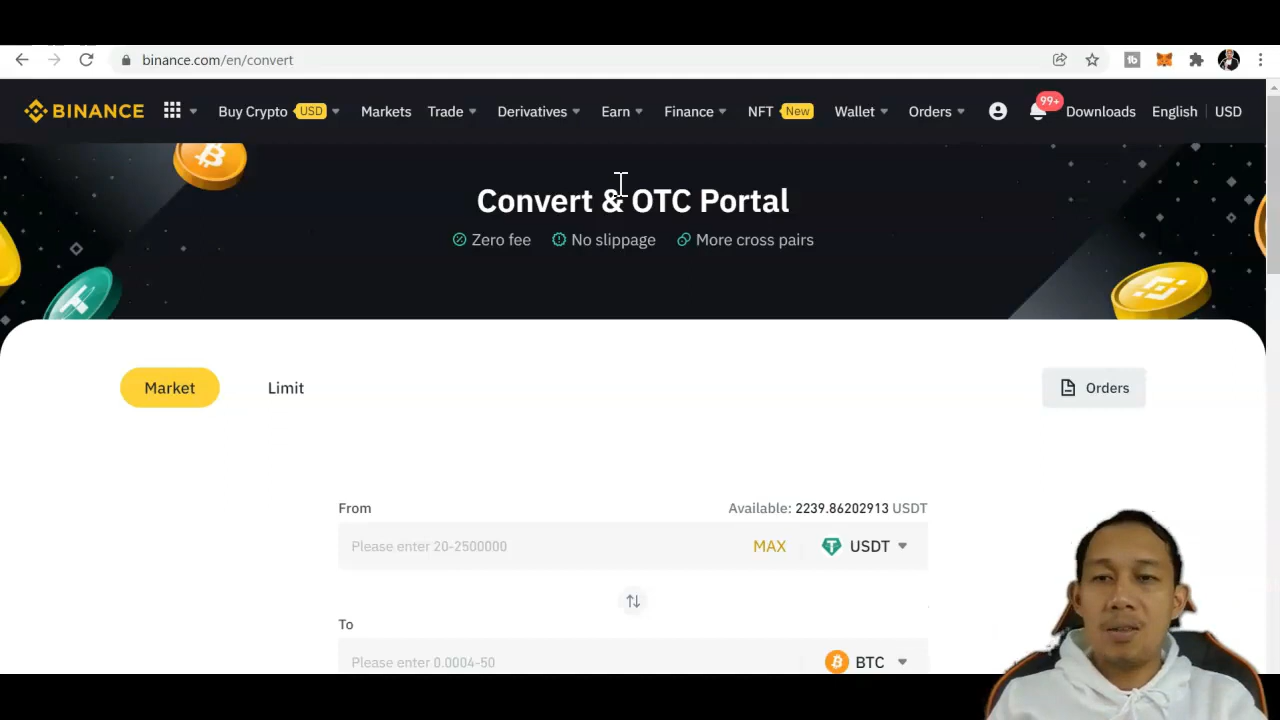 binance.com/en/convert
BINANCE Buy Crypto USD Markets Trade Derivatives Earn Finance NFT New Wallet Orders 99+ Downloads English USD
Convert & OTC Portal
Zero fee No slippage More cross pairs
Market Limit Orders
From Available: 2239.86202913 USDT
Please enter 20-2500000 MAX USDT
To
Please enter 0.0004-50 BTC